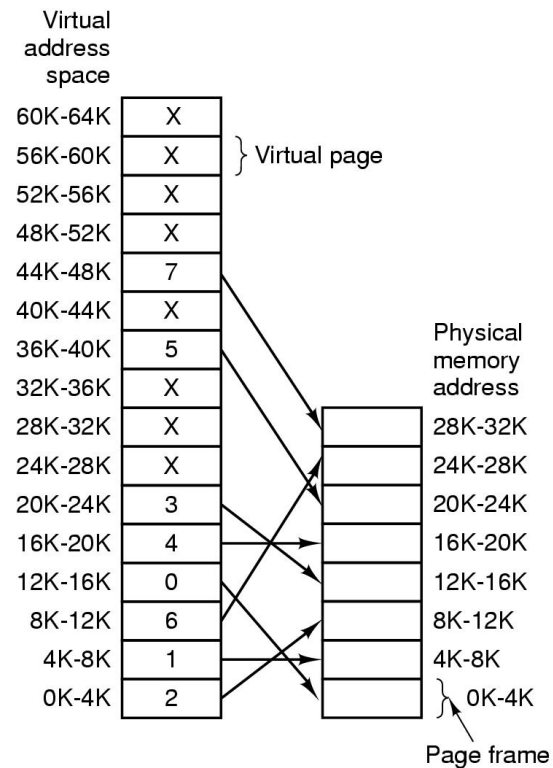 Virtual
address
space
60K-64K X
56K-60K X Virtual page
52K-56K X
48K-52K X
44K-48K 7
40K-44K X
36K-40K 5
32K-36K X
28K-32K X
24K-28K X
20K-24K 3
16K-20K 4
12K-16K 0
8K-12K 6
4K-8K 1
0K-4K 2
Physical
memory
address
28K-32K
24K-28K
20K-24K
16K-20K
12K-16K
8K-12K
4K-8K
0K-4K
Page frame